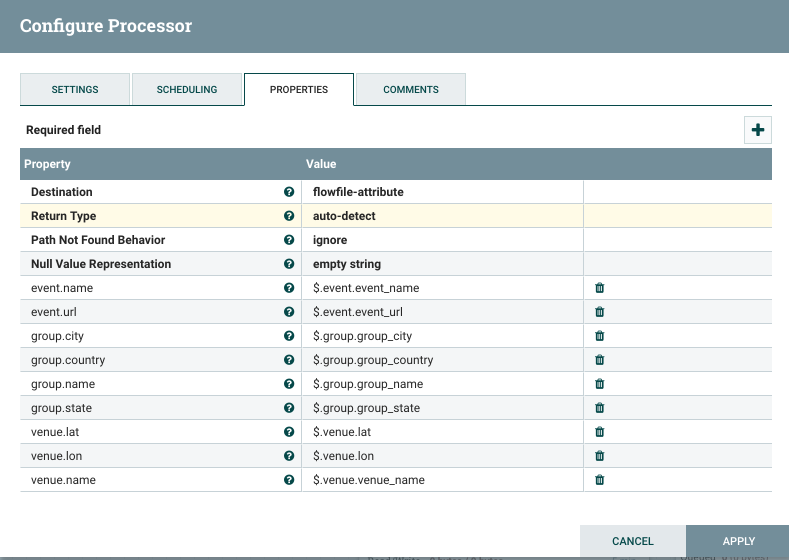 Configure Processor
SETTINGS SCHEDULING PROPERTIES COMMENTS
Required field
Property Value
Destination flowfile-attribute
Return Type auto-detect
Path Not Found Behavior ignore
Null Value Representation empty string
event.name $.event.event_name
event.url $.event.event_url
group.city $.group.group_city
group.country $.group.group_country
group.name $.group.group_name
group.state $.group.group_state
venue.lat $.venue.lat
venue.lon $.venue.lon
venue.name $.venue.venue_name
CANCEL APPLY